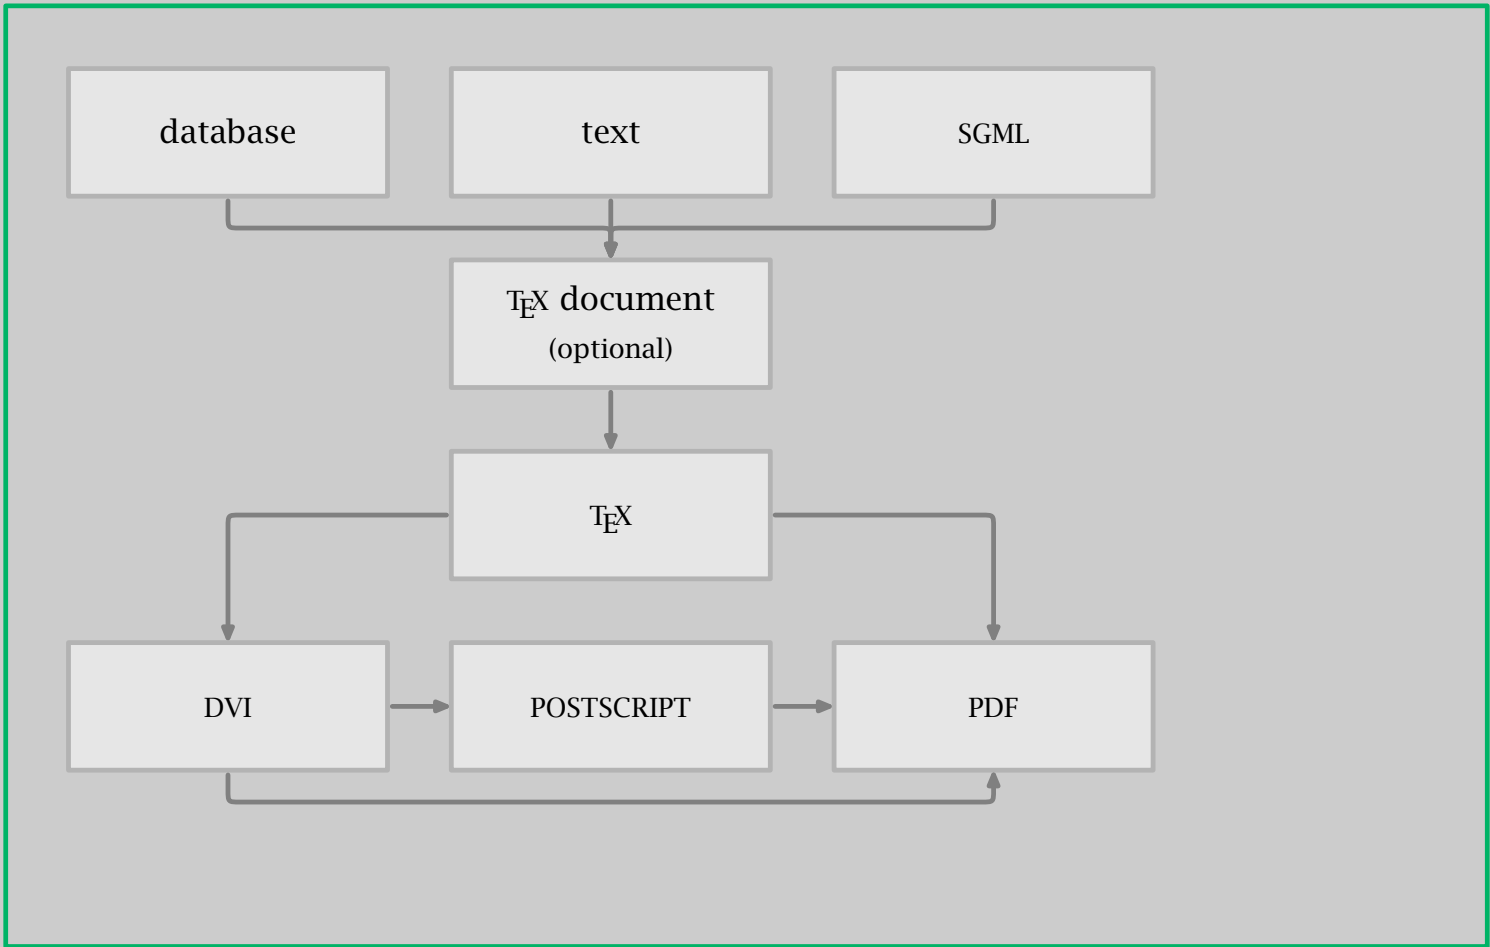 database
text
SGML
TEX document
(optional)
TEX
DVI
POSTSCRIPT
PDF